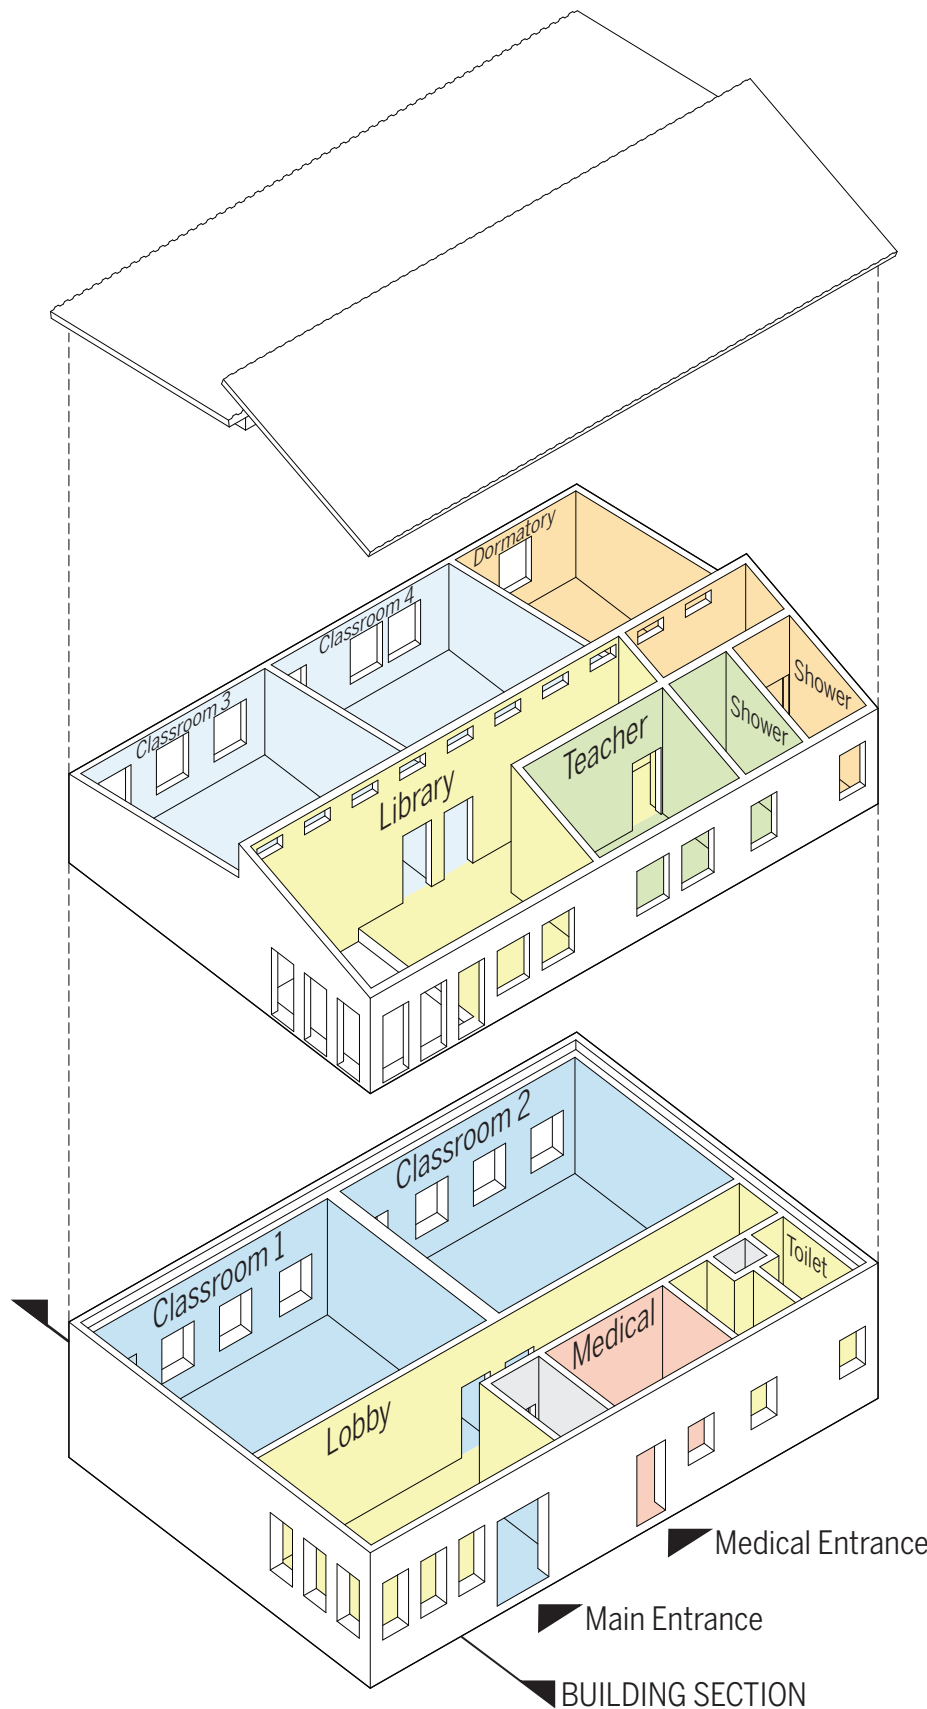 Dormatory
Classroom 4
Classroom 3
Shower
Shower
Teacher
Library
Classroom 2
Classroom 1
Toilet
Medical
Lobby
Medical Entrance
Main Entrance
BUILDING SECTION